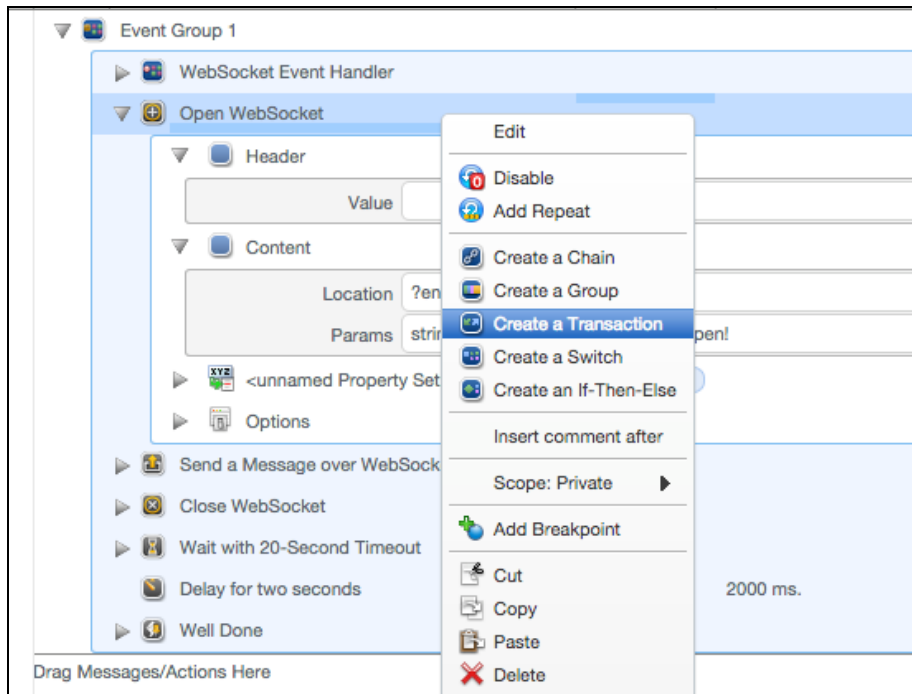 Event Group 1
WebSocket Event Handler
Open WebSocket
Header
Value
Content
Location ?en
Params strin pen!
<unnamed Property Set
Options
Send a Message over WebSock
Close WebSocket
Wait with 20-Second Timeout
Delay for two seconds 2000 ms.
Well Done
Drag Messages/Actions Here
Edit
Disable
Add Repeat
Create a Chain
Create a Group
Create a Transaction
Create a Switch
Create an If-Then-Else
Insert comment after
Scope: Private
Add Breakpoint
Cut
Copy
Paste
Delete